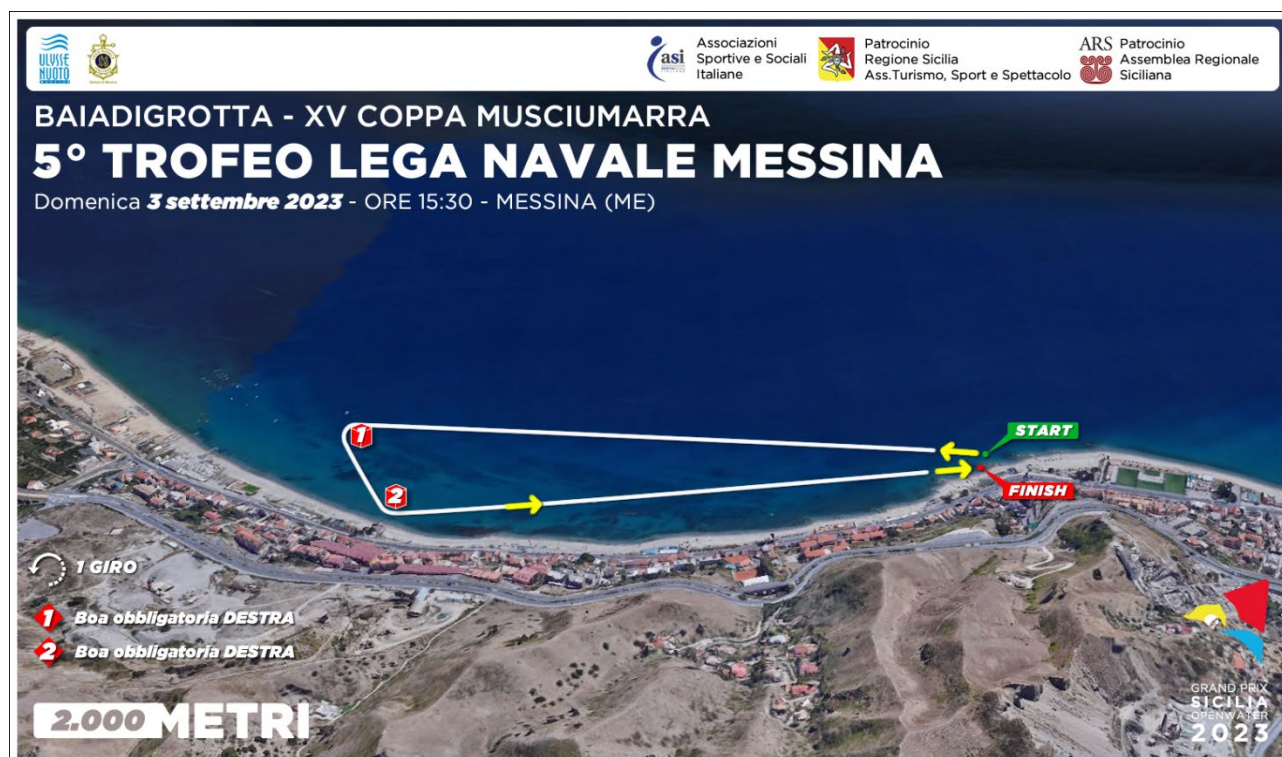 ULYSSE
NUOTO
asi
Associazioni
Sportive e Sociali
Italiane
Patrocinio
Regione Sicilia
Ass.Turismo, Sport e Spettacolo
ARS
Patrocinio
Assemblea Regionale
Siciliana
BAIADIGROTTA - XV COPPA MUSCIUMARRA
5° TROFEO LEGA NAVALE MESSINA
Domenica 3 settembre 2023 - ORE 15:30 - MESSINA (ME)
START
1
2
FINISH
1 GIRO
1 Boa obbligatoria DESTRA
2 Boa obbligatoria DESTRA
2.000 METRI
GRAND PRIX
SICILIA
OPENWATER
2023